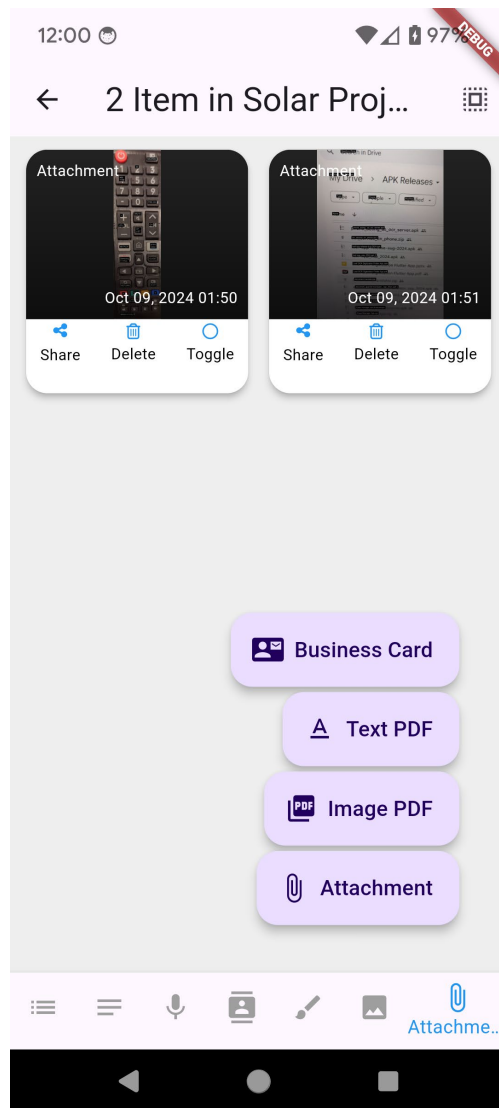 12:00
97%
DEBUG
2 Item in Solar Proj...
Attachment
Oct 09, 2024 01:50
Share
Delete
Toggle
Attachment
in Drive
My Drive > APK Releases
Oct 09, 2024 01:51
Share
Delete
Toggle
Business Card
A Text PDF
PDF Image PDF
Attachment
Attachme...